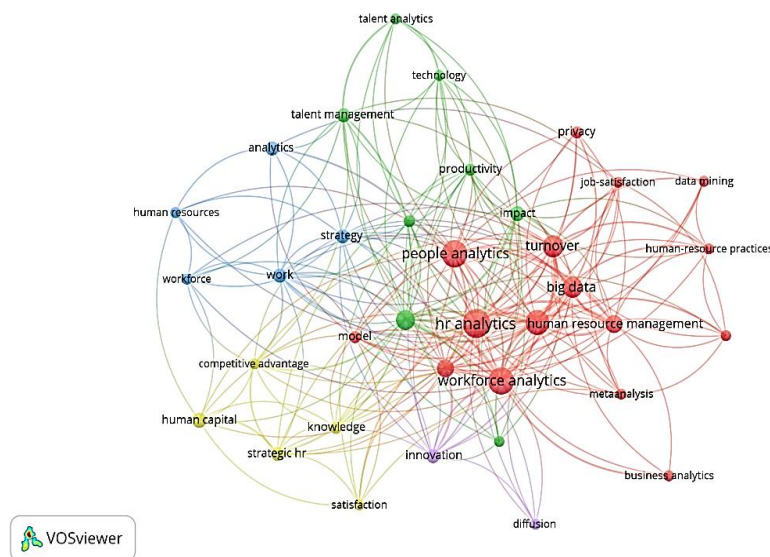 talent analytics
technology
talent management
privacy
analytics
productivity
job-satisfaction
data mining
human resources
impact
strategy
turnover
human-resource practices
people analytics
workforce
work
big data
hr analytics
human resource management
model
competitive advantage
workforce analytics
metaanalysis
human capital
knowledge
strategic hr
innovation
business analytics
satisfaction
diffusion
VOSviewer